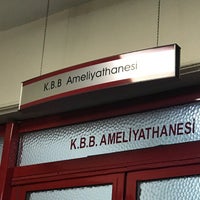 K.B.B Ameliyathanesi
K.B.B. AMELİYATHANESİ